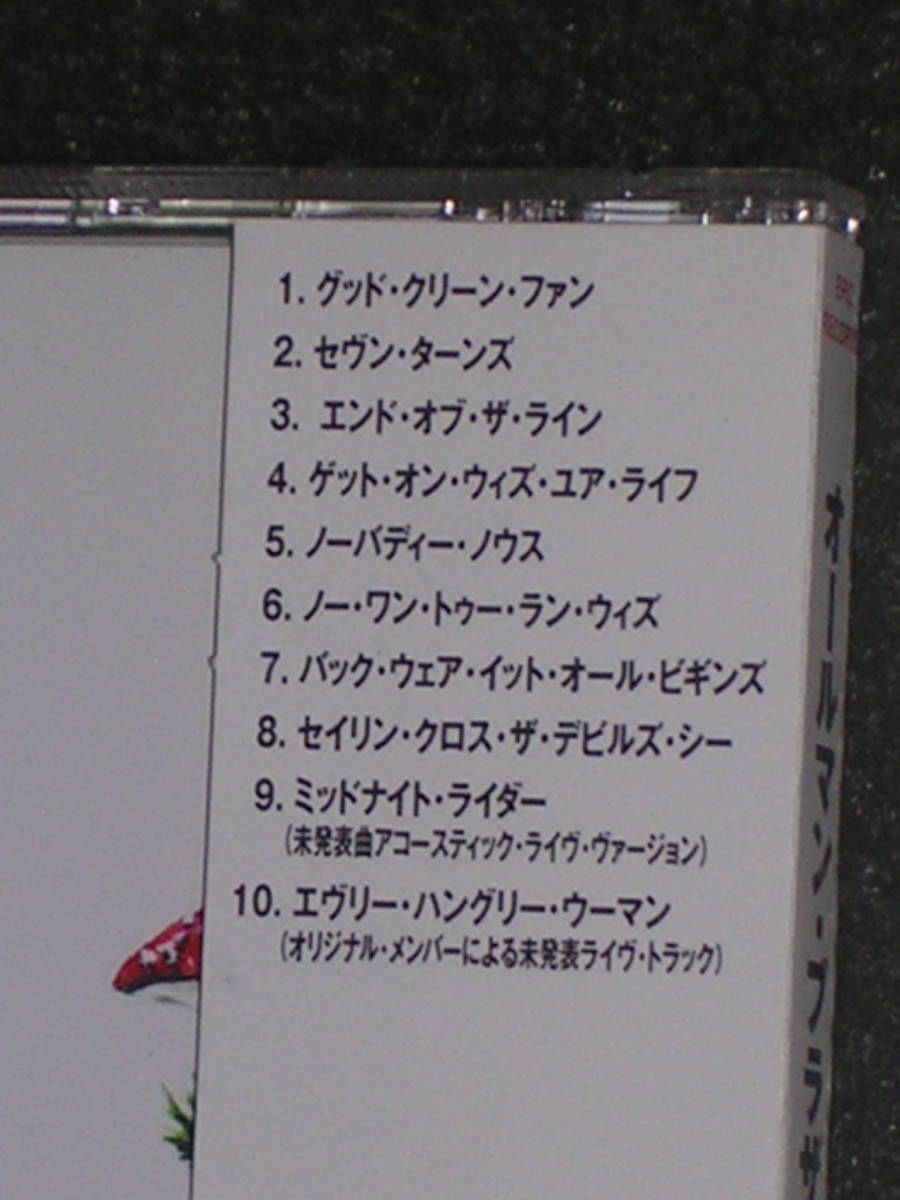 1. グッド・クリーン・ファン
2. セヴン・ターンズ
3. エンド・オブ・ザ・ライン
4. ゲット・オン・ウィズ・ユア・ライフ
5. ノーバディー・ノウス
6. ノー・ワン・トゥー・ラン・ウィズ
7. バック・ウェア・イット・オール・ビギンズ
8. セイリン・クロス・ザ・デビルズ・シー
9. ミッドナイト・ライダー
(未発表曲アコースティック・ライヴ・ヴァージョン)
10. エヴリー・ハングリー・ウーマン
(オリジナル・メンバーによる未発表ライヴ・トラック)
オールマン・ブラザ